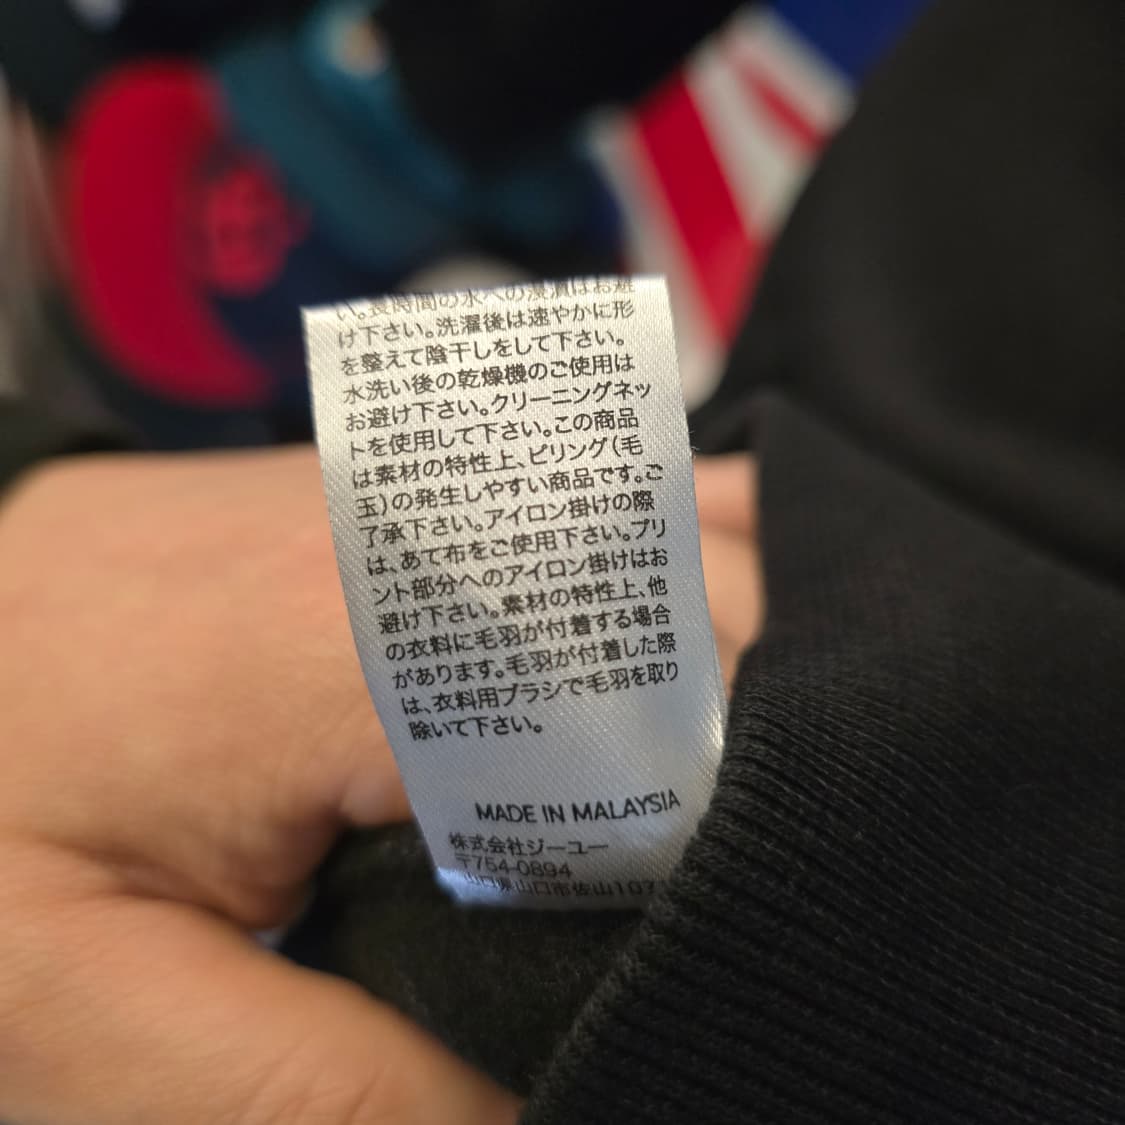 い。長時間の水への浸漬はお避
け下さい。洗濯後は速やかに形
を整えて陰干しをして下さい。
水洗い後の乾燥機のご使用は
お避け下さい。クリーニングネッ
トを使用して下さい。この商品
は素材の特性上、ピリング(毛
玉)の発生しやすい商品です。ご
了承下さい。アイロン掛けの際
は、あて布をご使用下さい。プリ
ント部分へのアイロン掛けはお
避け下さい。素材の特性上、他
の衣料に毛羽が付着する場合
があります。毛羽が付着した際
は、衣料用ブラシで毛羽を取り
除いて下さい。
MADE IN MALAYSIA
株式会社ジーユー
〒754-0894
山口県山口市佐山107